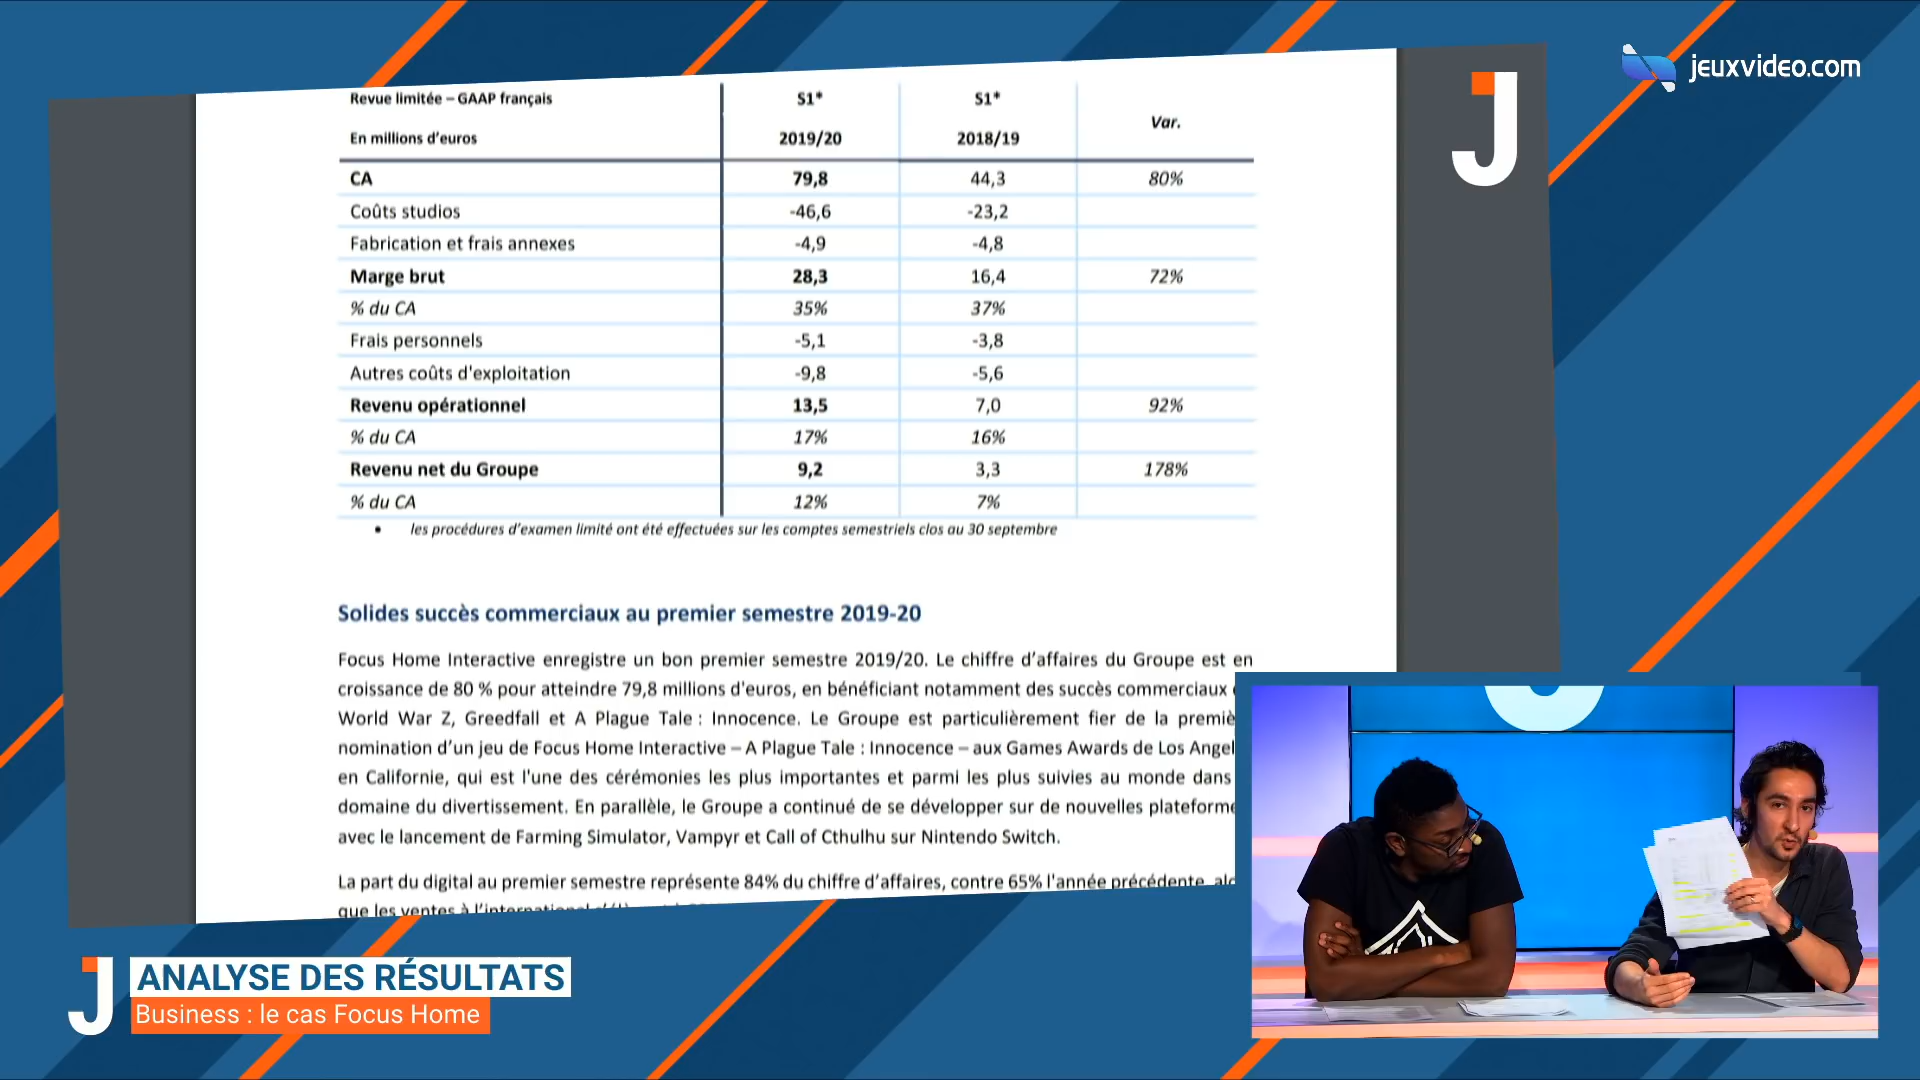 jeuxvideo.com
J
Revue limitée – GAAP français S1* S1* Var.
En millions d'euros 2019/20 2018/19
CA 79,8 44,3 80%
Coûts studios -46,6 -23,2
Fabrication et frais annexes -4,9 -4,8
Marge brut 28,3 16,4 72%
% du CA 35% 37%
Frais personnels -5,1 -3,8
Autres coûts d'exploitation -9,8 -5,6
Revenu opérationnel 13,5 7,0 92%
% du CA 17% 16%
Revenu net du Groupe 9,2 3,3 178%
% du CA 12% 7%
• les procédures d'examen limité ont été effectuées sur les comptes semestriels clos au 30 septembre
Solides succès commerciaux au premier semestre 2019-20
Focus Home Interactive enregistre un bon premier semestre 2019/20. Le chiffre d'affaires du Groupe est en
croissance de 80 % pour atteindre 79,8 millions d'euros, en bénéficiant notamment des succès commerciaux
World War Z, Greedfall et A Plague Tale : Innocence. Le Groupe est particulièrement fier de la premiè
nomination d'un jeu de Focus Home Interactive – A Plague Tale : Innocence – aux Games Awards de Los Angel
en Californie, qui est l'une des cérémonies les plus importantes et parmi les plus suivies au monde dans
domaine du divertissement. En parallèle, le Groupe a continué de se développer sur de nouvelles plateforme
avec le lancement de Farming Simulator, Vampyr et Call of Cthulhu sur Nintendo Switch.
La part du digital au premier semestre représente 84% du chiffre d'affaires, contre 65% l'année précédente, alo
que les ventes à l'international
J ANALYSE DES RÉSULTATS
Business : le cas Focus Home